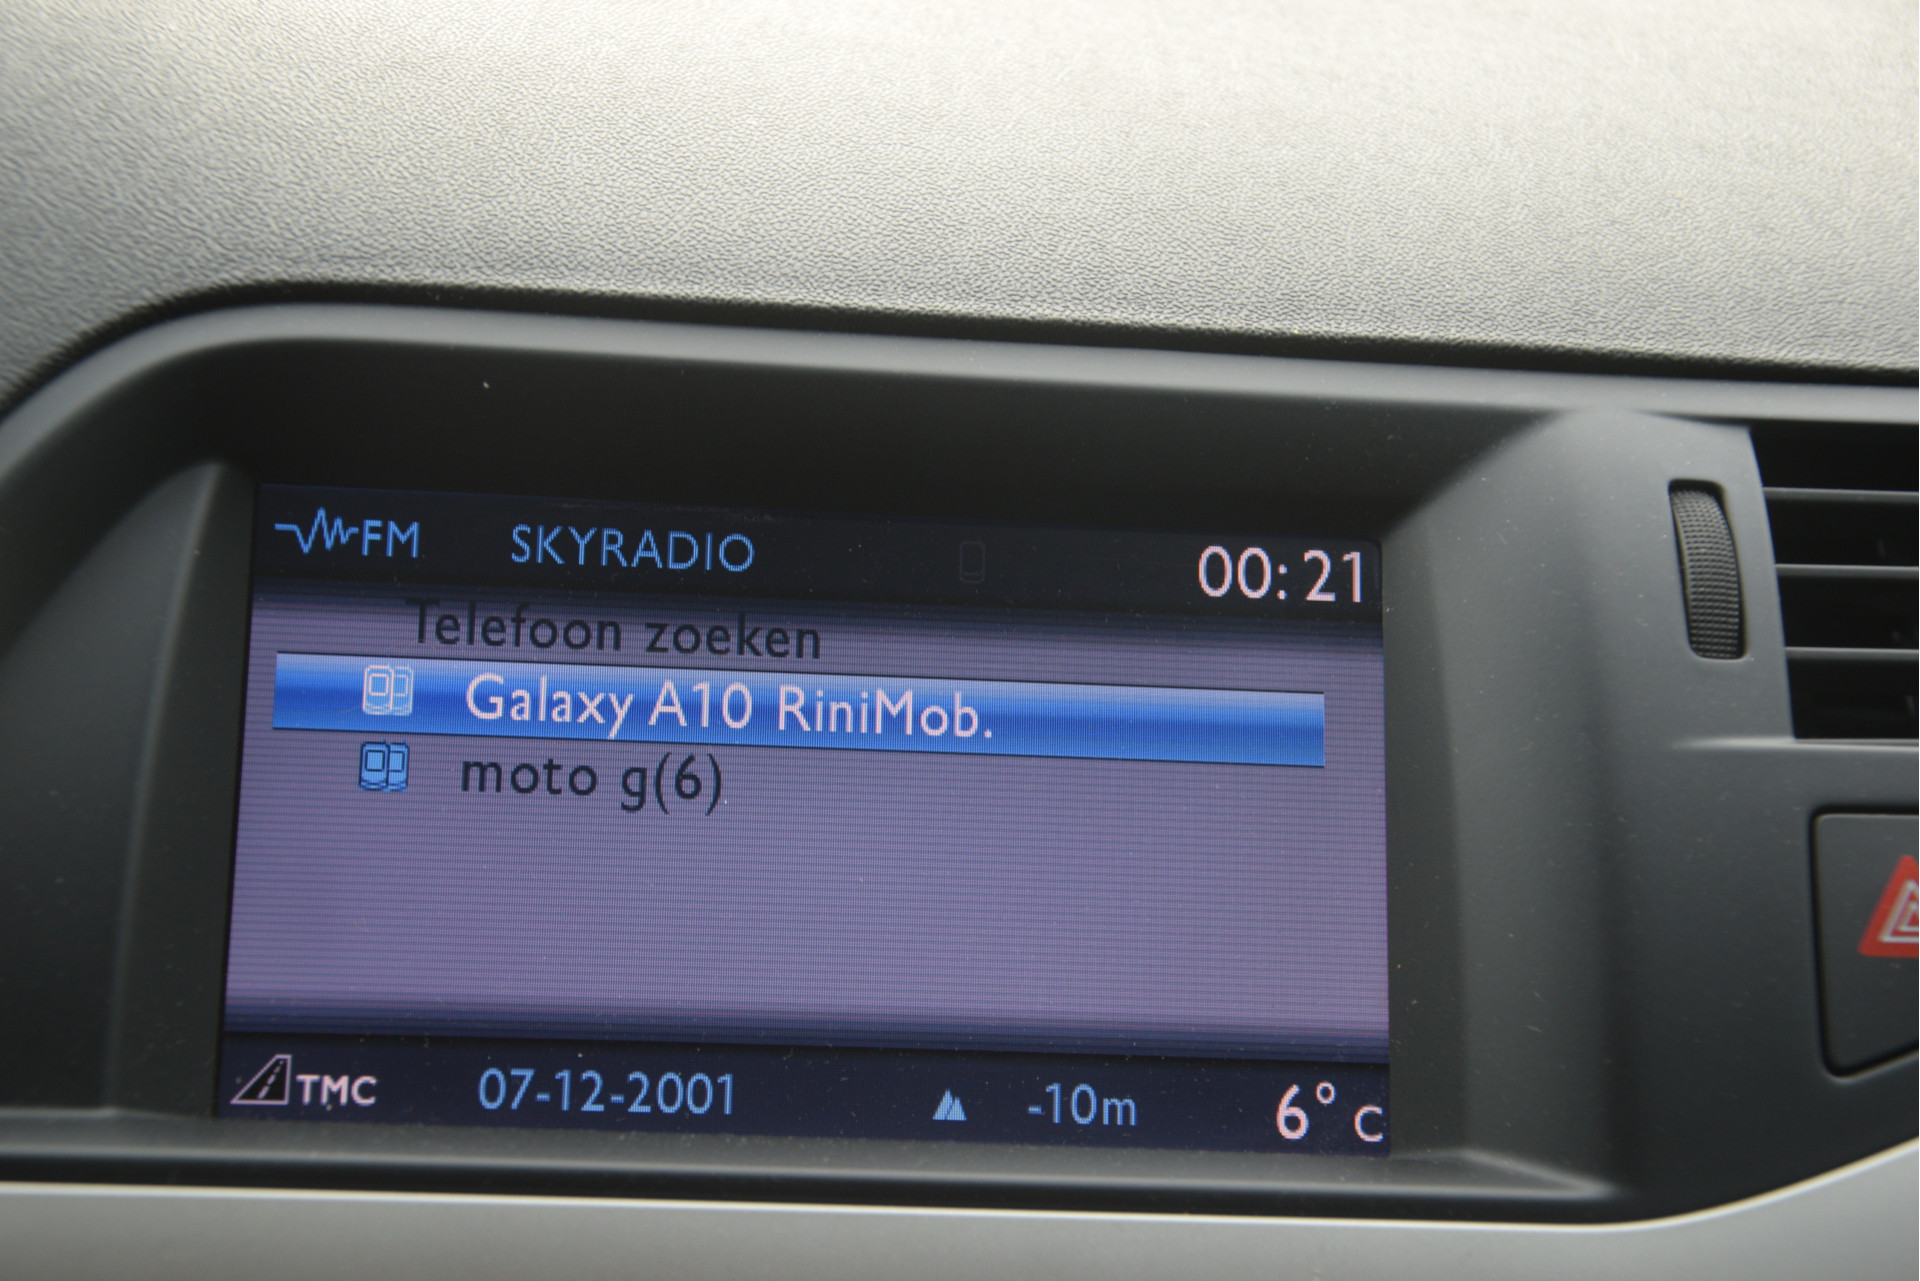 FM SKYRADIO 00:21
Telefoon zoeken
Galaxy A10 RiniMob.
moto g(6)
TMC 07-12-2001 -10m 6° C